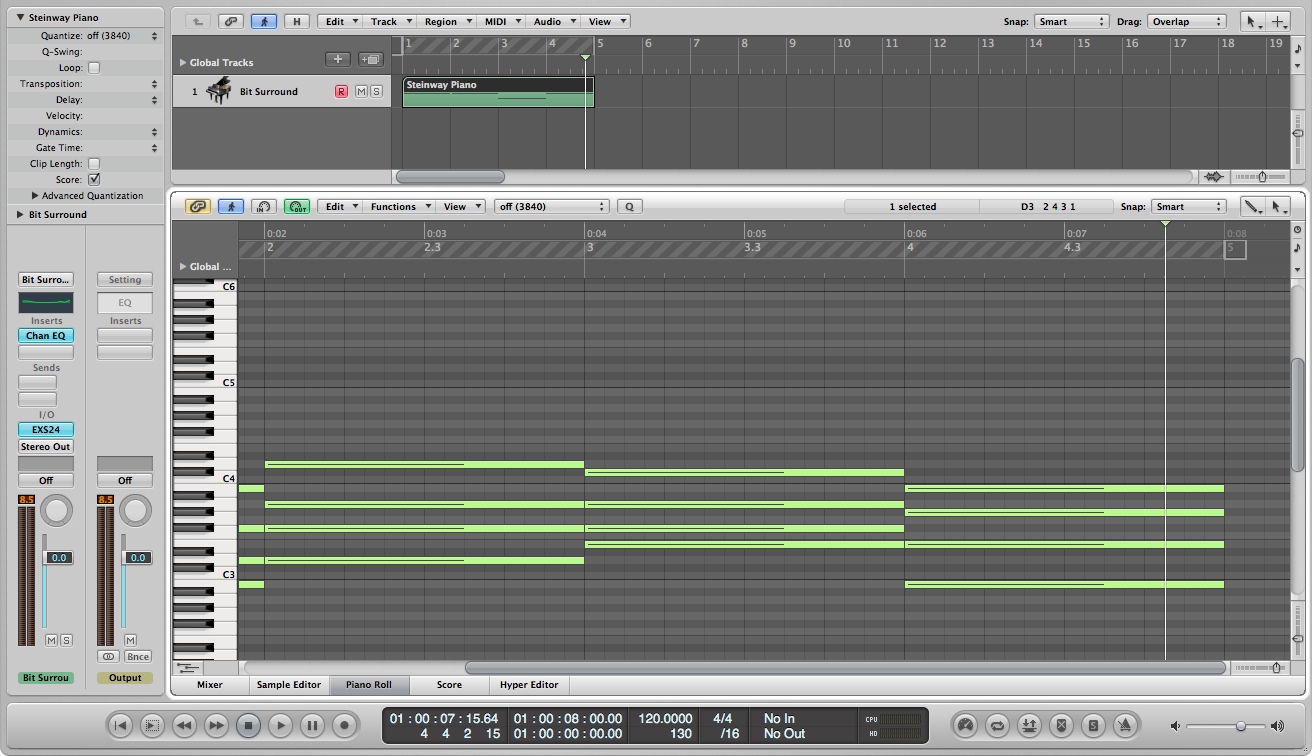 Steinway Piano
Quantize: off (3840)
Q-Swing:
Loop:
Transposition:
Delay:
Velocity:
Dynamics:
Gate Time:
Clip Length:
Score:
Advanced Quantization
Bit Surround
Bit Surro... Setting
EQ
Inserts Inserts
Chan EQ
Sends
I/O
EXS24
Stereo Out
Off Off
8.5 8.5
0.0 0.0
M S M
Bnce
Bit Surrou Output
H Edit Track Region MIDI Audio View Snap: Smart Drag: Overlap
1 2 3 4 5 6 7 8 9 10 11 12 13 14 15 16 17 18 19
Global Tracks
1 Bit Surround R M S
Steinway Piano
IN OUT Edit Functions View off (3840) Q 1 selected D3 2 4 3 1 Snap: Smart
0:02 0:03 0:04 0:05 0:06 0:07 0:08
2 2.3 3 3.3 4 4.3 5
Global ...
C6
C5
C4
C3
Mixer Sample Editor Piano Roll Score Hyper Editor
01 : 00 : 07 : 15.64 01 : 00 : 08 : 00.00 120.0000 4/4 No In CPU
4 4 2 15 01 : 00 : 00 : 00.00 130 /16 No Out HD
S